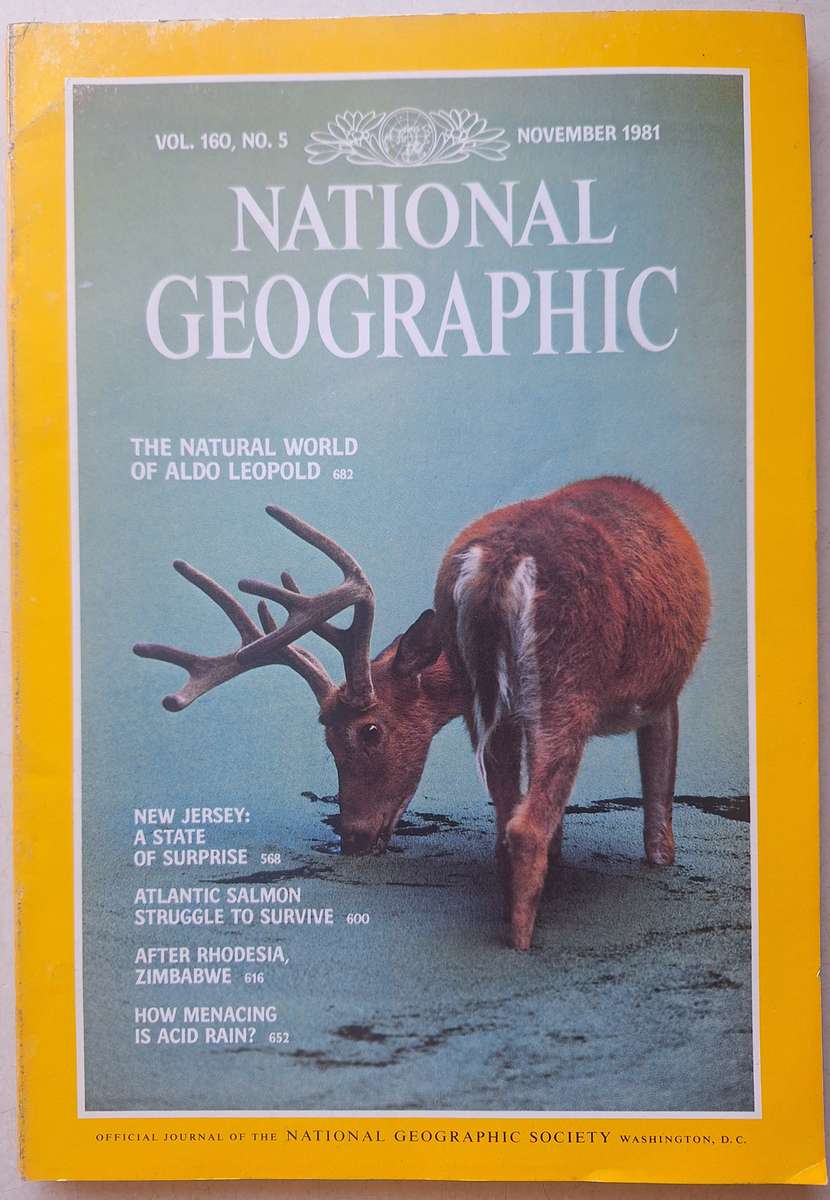 VOL. 160, NO. 5
NOVEMBER 1981
NATIONAL
GEOGRAPHIC
THE NATURAL WORLD
OF ALDO LEOPOLD 682
NEW JERSEY:
A STATE
OF SURPRISE 568
ATLANTIC SALMON
STRUGGLE TO SURVIVE 600
AFTER RHODESIA,
ZIMBABWE 616
HOW MENACING
IS ACID RAIN? 652
OFFICIAL JOURNAL OF THE NATIONAL GEOGRAPHIC SOCIETY WASHINGTON, D.C.